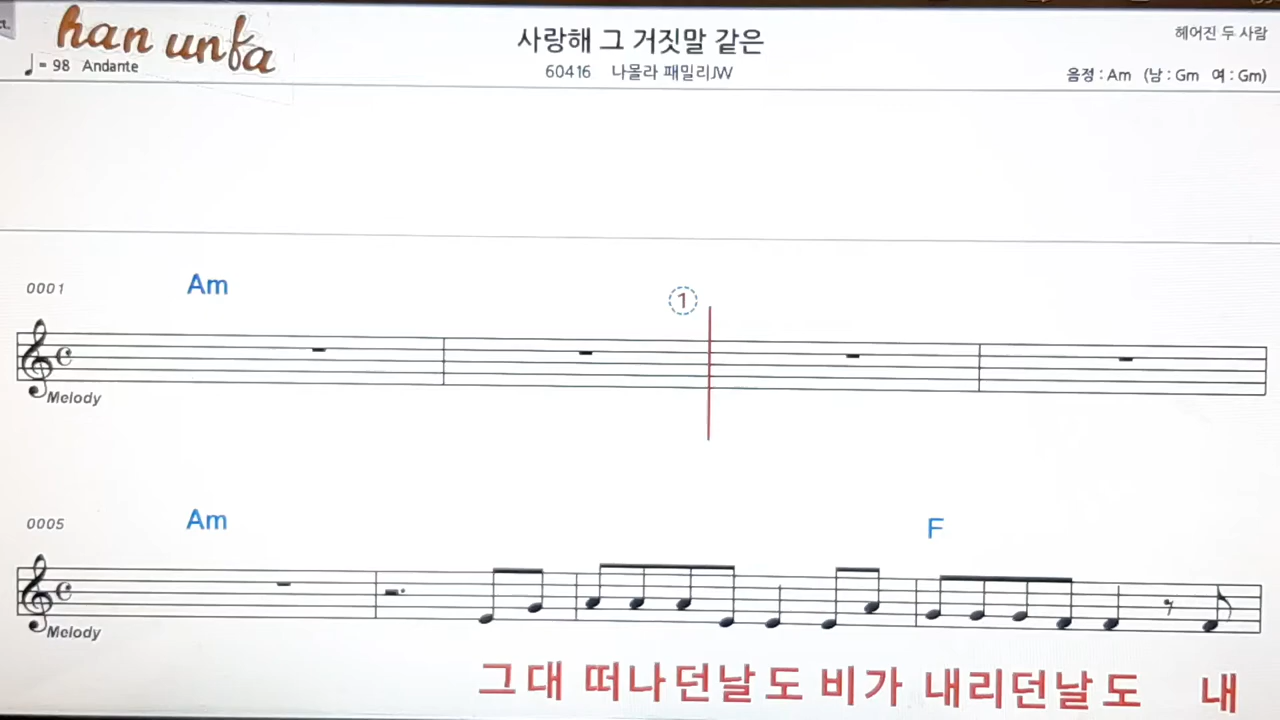 ct.
han unfa
♩= 98 Andante
사랑해 그 거짓말 같은
60416 나몰라 패밀리JW
헤어진 두 사람
음정 : Am (남 : Gm 여 : Gm)
0001 Am ①
Melody
0005 Am F
Melody
그대 떠나던날도 비가 내리던날도 내